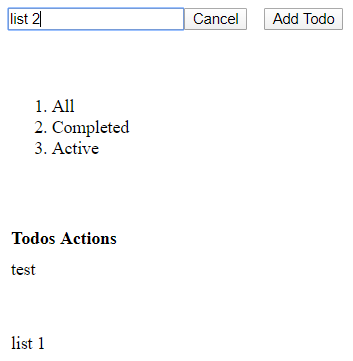 list 2 Cancel Add Todo
1. All
2. Completed
3. Active
Todos Actions
test
list 1